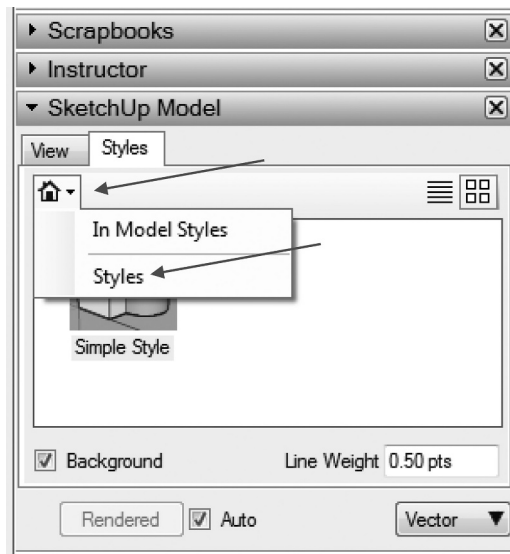 Scrapbooks
Instructor
SketchUp Model
View Styles
In Model Styles
Styles
Simple Style
Background Line Weight 0.50 pts
Rendered Auto Vector